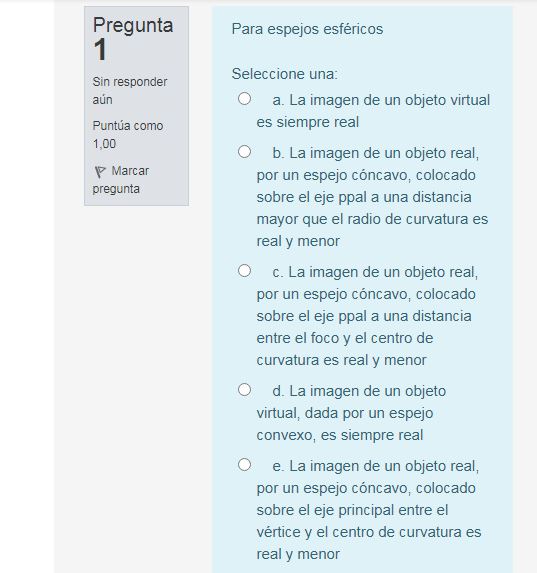 Pregunta
1
Sin responder
aún
Puntúa como
1,00
Marcar
pregunta
Para espejos esféricos
Seleccione una:
a. La imagen de un objeto virtual
es siempre real
b. La imagen de un objeto real,
por un espejo cóncavo, colocado
sobre el eje ppal a una distancia
mayor que el radio de curvatura es
real y menor
c. La imagen de un objeto real,
por un espejo cóncavo, colocado
sobre el eje ppal a una distancia
entre el foco y el centro de
curvatura es real y menor
d. La imagen de un objeto
virtual, dada por un espejo
convexo, es siempre real
e. La imagen de un objeto real,
por un espejo cóncavo, colocado
sobre el eje principal entre el
vértice y el centro de curvatura es
real y menor